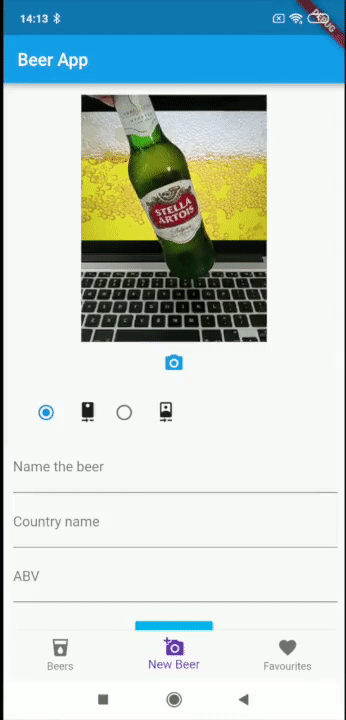 14:13
DEBUG
Beer App
STELLA
ARTOIS
Name the beer
Country name
ABV
Beers
New Beer
Favourites